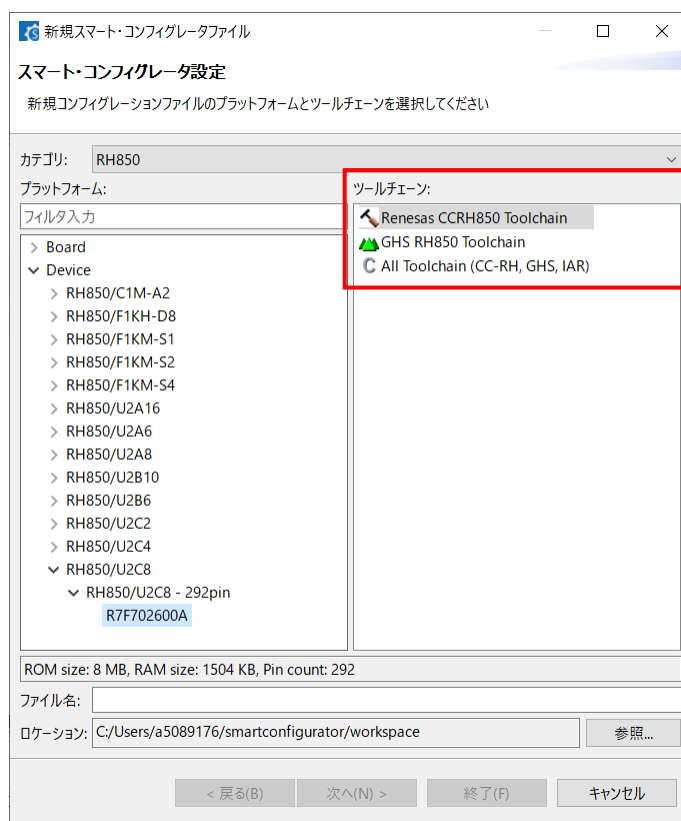 新規スマート・コンフィグレータファイル
スマート・コンフィグレータ設定
新規コンフィグレーションファイルのプラットフォームとツールチェーンを選択してください
カテゴリ:
RH850
プラットフォーム:
フィルタ入力
Board
Device
RH850/C1M-A2
RH850/F1KH-D8
RH850/F1KM-S1
RH850/F1KM-S2
RH850/F1KM-S4
RH850/U2A16
RH850/U2A6
RH850/U2A8
RH850/U2B10
RH850/U2B6
RH850/U2C2
RH850/U2C4
RH850/U2C8
RH850/U2C8 - 292pin
R7F702600A
ツールチェーン:
Renesas CCRH850 Toolchain
GHS RH850 Toolchain
All Toolchain (CC-RH, GHS, IAR)
ROM size: 8 MB, RAM size: 1504 KB, Pin count: 292
ファイル名:
ロケーション:
C:/Users/a5089176/smartconfigurator/workspace
参照...
< 戻る(B)
次へ(N) >
終了(F)
キャンセル